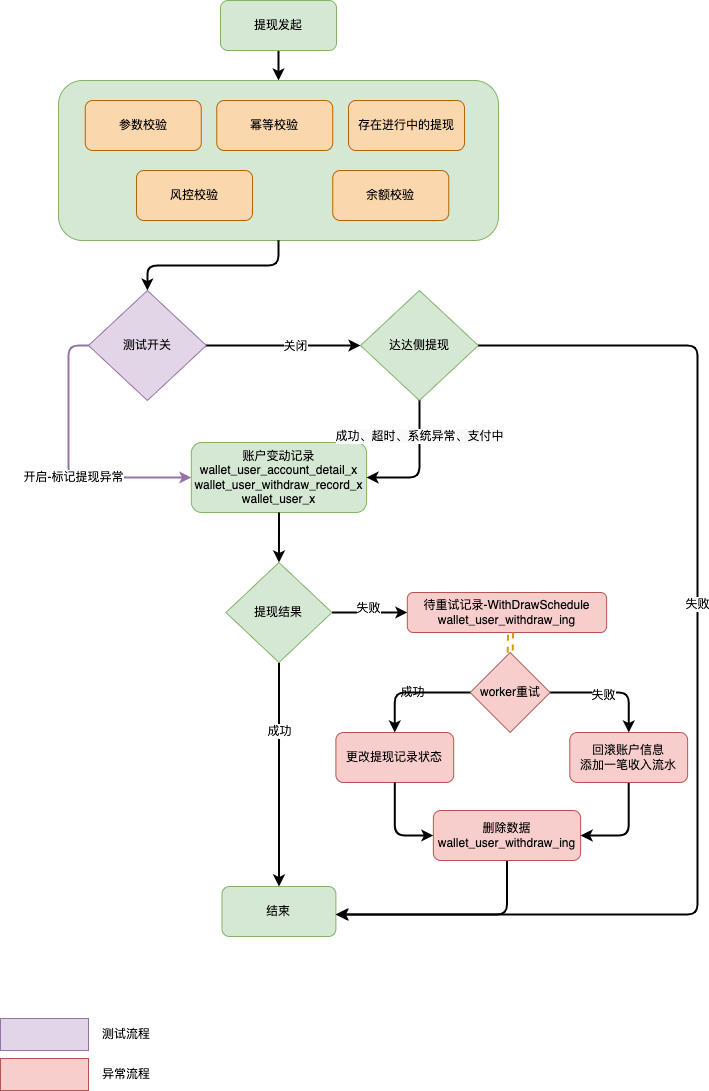 提现发起
参数校验
幂等校验
存在进行中的提现
风控校验
余额校验
测试开关
关闭
达达侧提现
成功、超时、系统异常、支付中
开启-标记提现异常
账户变动记录
wallet_user_account_detail_x
wallet_user_withdraw_record_x
wallet_user_x
失败
提现结果
失败
待重试记录-WithDrawSchedule
wallet_user_withdraw_ing
成功
worker重试
失败
成功
更改提现记录状态
回滚账户信息
添加一笔收入流水
删除数据
wallet_user_withdraw_ing
结束
测试流程
异常流程